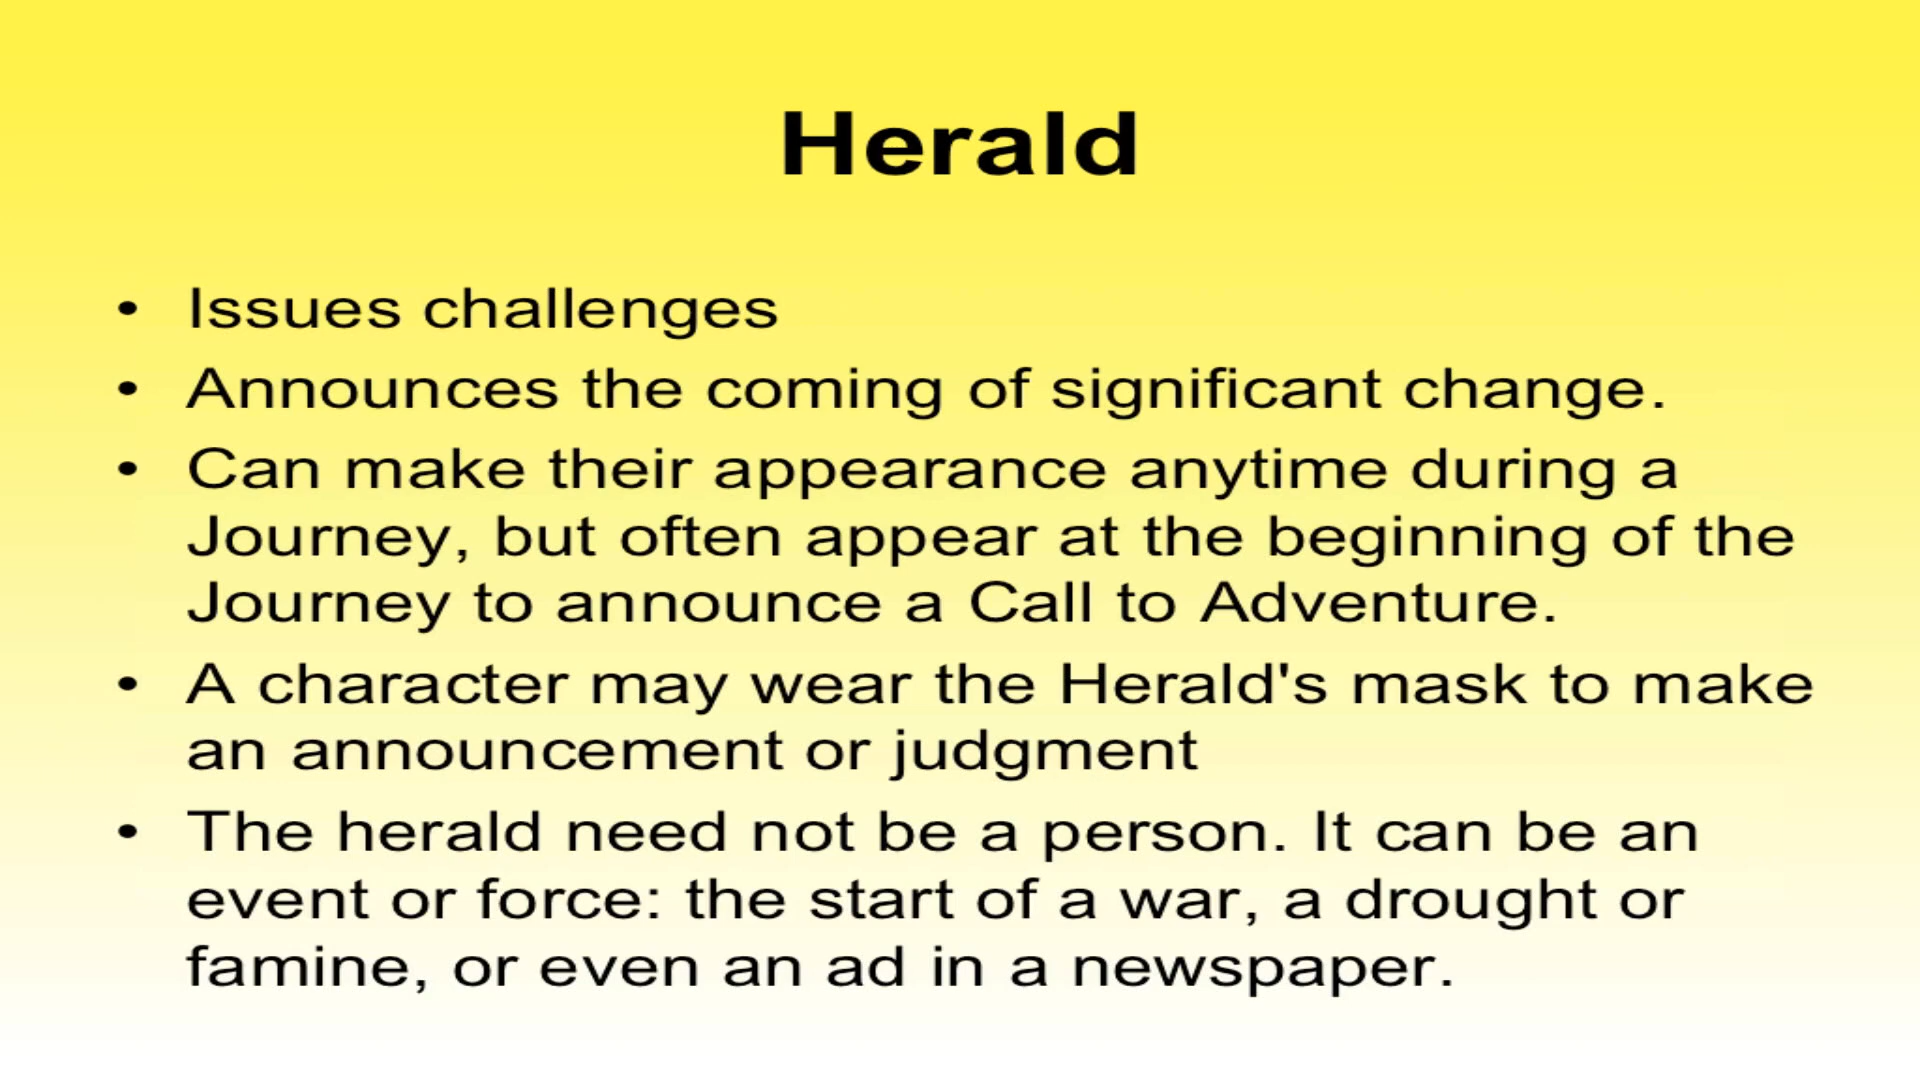 Herald
• Issues challenges
• Announces the coming of significant change.
• Can make their appearance anytime during a
Journey, but often appear at the beginning of the
Journey to announce a Call to Adventure.
• A character may wear the Herald's mask to make
an announcement or judgment
• The herald need not be a person. It can be an
event or force: the start of a war, a drought or
famine, or even an ad in a newspaper.